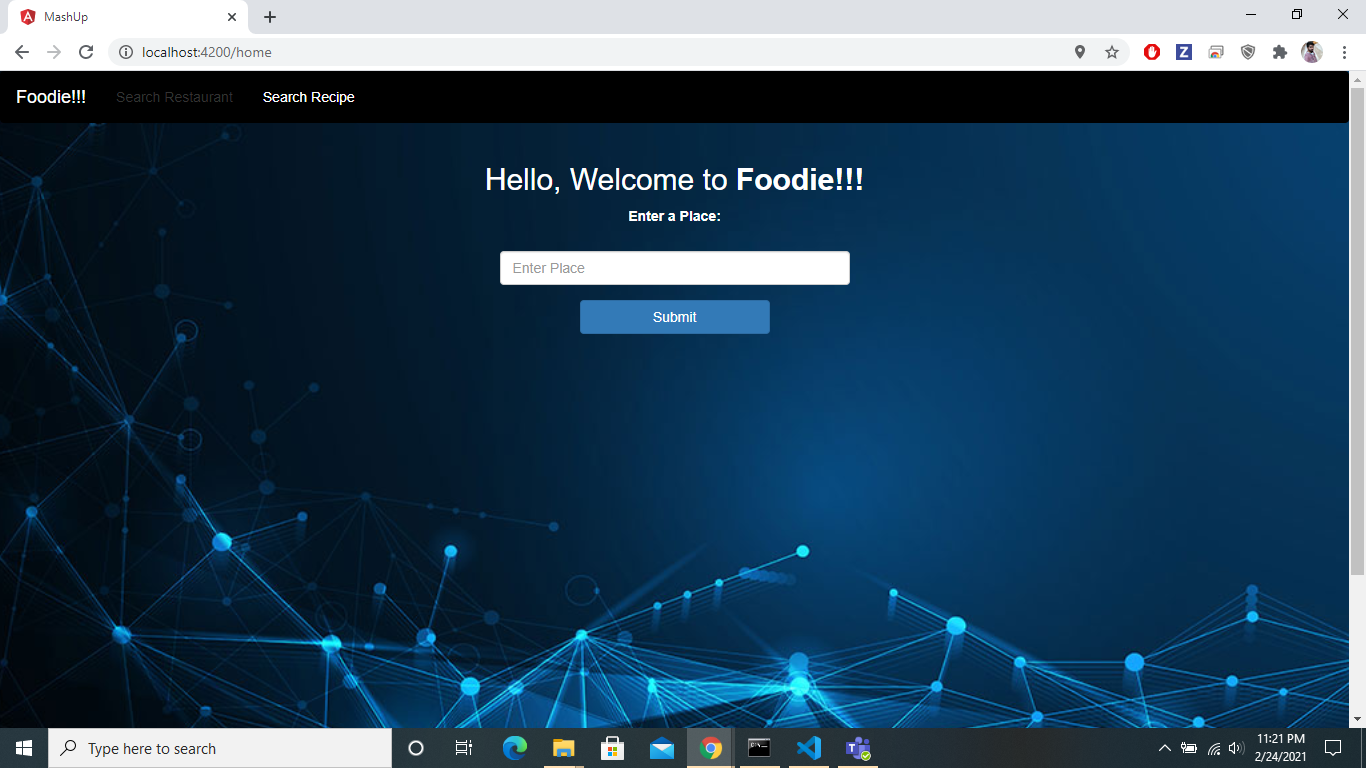 MashUp
localhost:4200/home
Foodie!!! Search Restaurant Search Recipe
Hello, Welcome to Foodie!!!
Enter a Place:
Enter Place
Submit
Type here to search
11:21 PM
2/24/2021